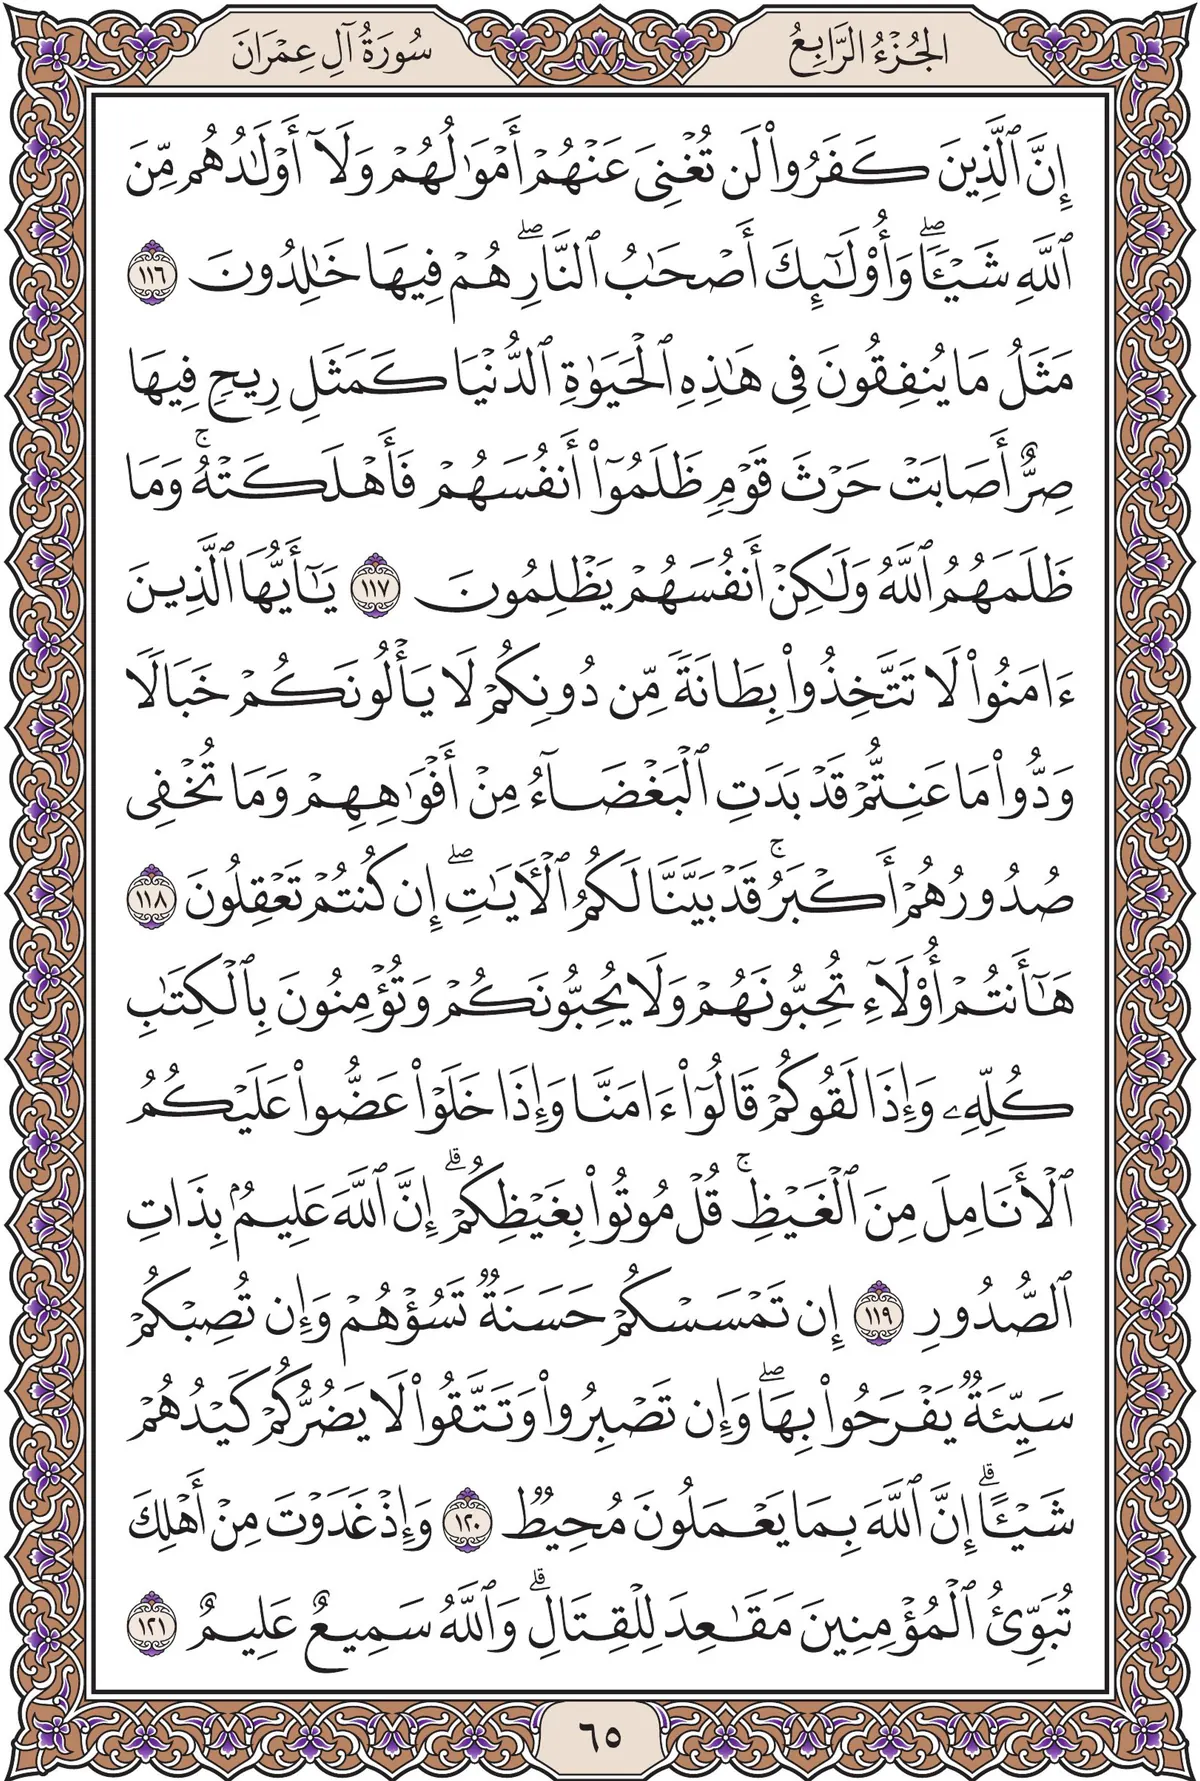 الجُزْءُ الرَّابِعُ
سُورَةُ آلِ عِمْرَانَ
إِنَّ ٱلَّذِينَ كَفَرُوا۟ لَن تُغْنِىَ عَنْهُمْ أَمْوَٰلُهُمْ وَلَآ أَوْلَـٰدُهُم مِّنَ
ٱللَّهِ شَيْـًٔا ۖ وَأُو۟لَـٰٓئِكَ أَصْحَـٰبُ ٱلنَّارِ ۖ هُمْ فِيهَا خَـٰلِدُونَ ١١٦
مَثَلُ مَا يُنفِقُونَ فِى هَـٰذِهِ ٱلْحَيَوٰةِ ٱلدُّنْيَا كَمَثَلِ رِيحٍ فِيهَا
صِرٌّ أَصَابَتْ حَرْثَ قَوْمٍ ظَلَمُوٓا۟ أَنفُسَهُمْ فَأَهْلَكَتْهُ ۚ وَمَا
ظَلَمَهُمُ ٱللَّهُ وَلَـٰكِنْ أَنفُسَهُمْ يَظْلِمُونَ ١١٧ يَـٰٓأَيُّهَا ٱلَّذِينَ
ءَامَنُوا۟ لَا تَتَّخِذُوا۟ بِطَانَةً مِّن دُونِكُمْ لَا يَأْلُونَكُمْ خَبَالًا
وَدُّوا۟ مَا عَنِتُّمْ قَدْ بَدَتِ ٱلْبَغْضَآءُ مِنْ أَفْوَٰهِهِمْ وَمَا تُخْفِى
صُدُورُهُمْ أَكْبَرُ ۚ قَدْ بَيَّنَّا لَكُمُ ٱلْـَٔايَـٰتِ ۖ إِن كُنتُمْ تَعْقِلُونَ ١١٨
هَـٰٓأَنتُمْ أُو۟لَآءِ تُحِبُّونَهُمْ وَلَا يُحِبُّونَكُمْ وَتُؤْمِنُونَ بِٱلْكِتَـٰبِ
كُلِّهِۦ وَإِذَا لَقُوكُمْ قَالُوٓا۟ ءَامَنَّا وَإِذَا خَلَوْا۟ عَضُّوا۟ عَلَيْكُمُ
ٱلْأَنَامِلَ مِنَ ٱلْغَيْظِ ۚ قُلْ مُوتُوا۟ بِغَيْظِكُمْ ۗ إِنَّ ٱللَّهَ عَلِيمٌۢ بِذَاتِ
ٱلصُّدُورِ ١١٩ إِن تَمْسَسْكُمْ حَسَنَةٌ تَسُؤْهُمْ وَإِن تُصِبْكُمْ
سَيِّئَةٌ يَفْرَحُوا۟ بِهَا ۖ وَإِن تَصْبِرُوا۟ وَتَتَّقُوا۟ لَا يَضُرُّكُمْ كَيْدُهُمْ
شَيْـًٔا ۗ إِنَّ ٱللَّهَ بِمَا يَعْمَلُونَ مُحِيطٌ ١٢٠ وَإِذْ غَدَوْتَ مِنْ أَهْلِكَ
تُبَوِّئُ ٱلْمُؤْمِنِينَ مَقَـٰعِدَ لِلْقِتَالِ ۗ وَٱللَّهُ سَمِيعٌ عَلِيمٌ ١٢١
٦٥